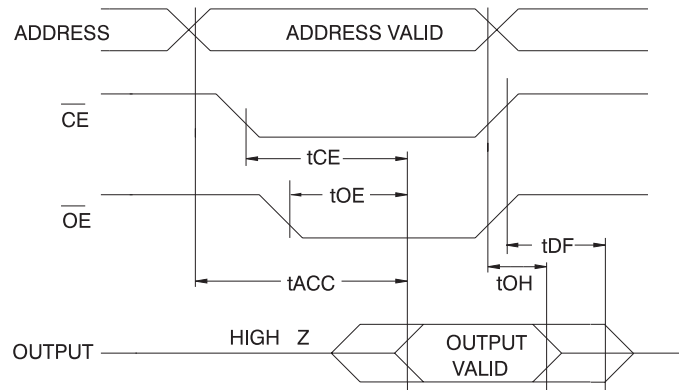 ADDRESS
ADDRESS VALID
CE
tCE
tOE
OE
tDF
tACC
tOH
HIGH Z
OUTPUT
OUTPUT
VALID